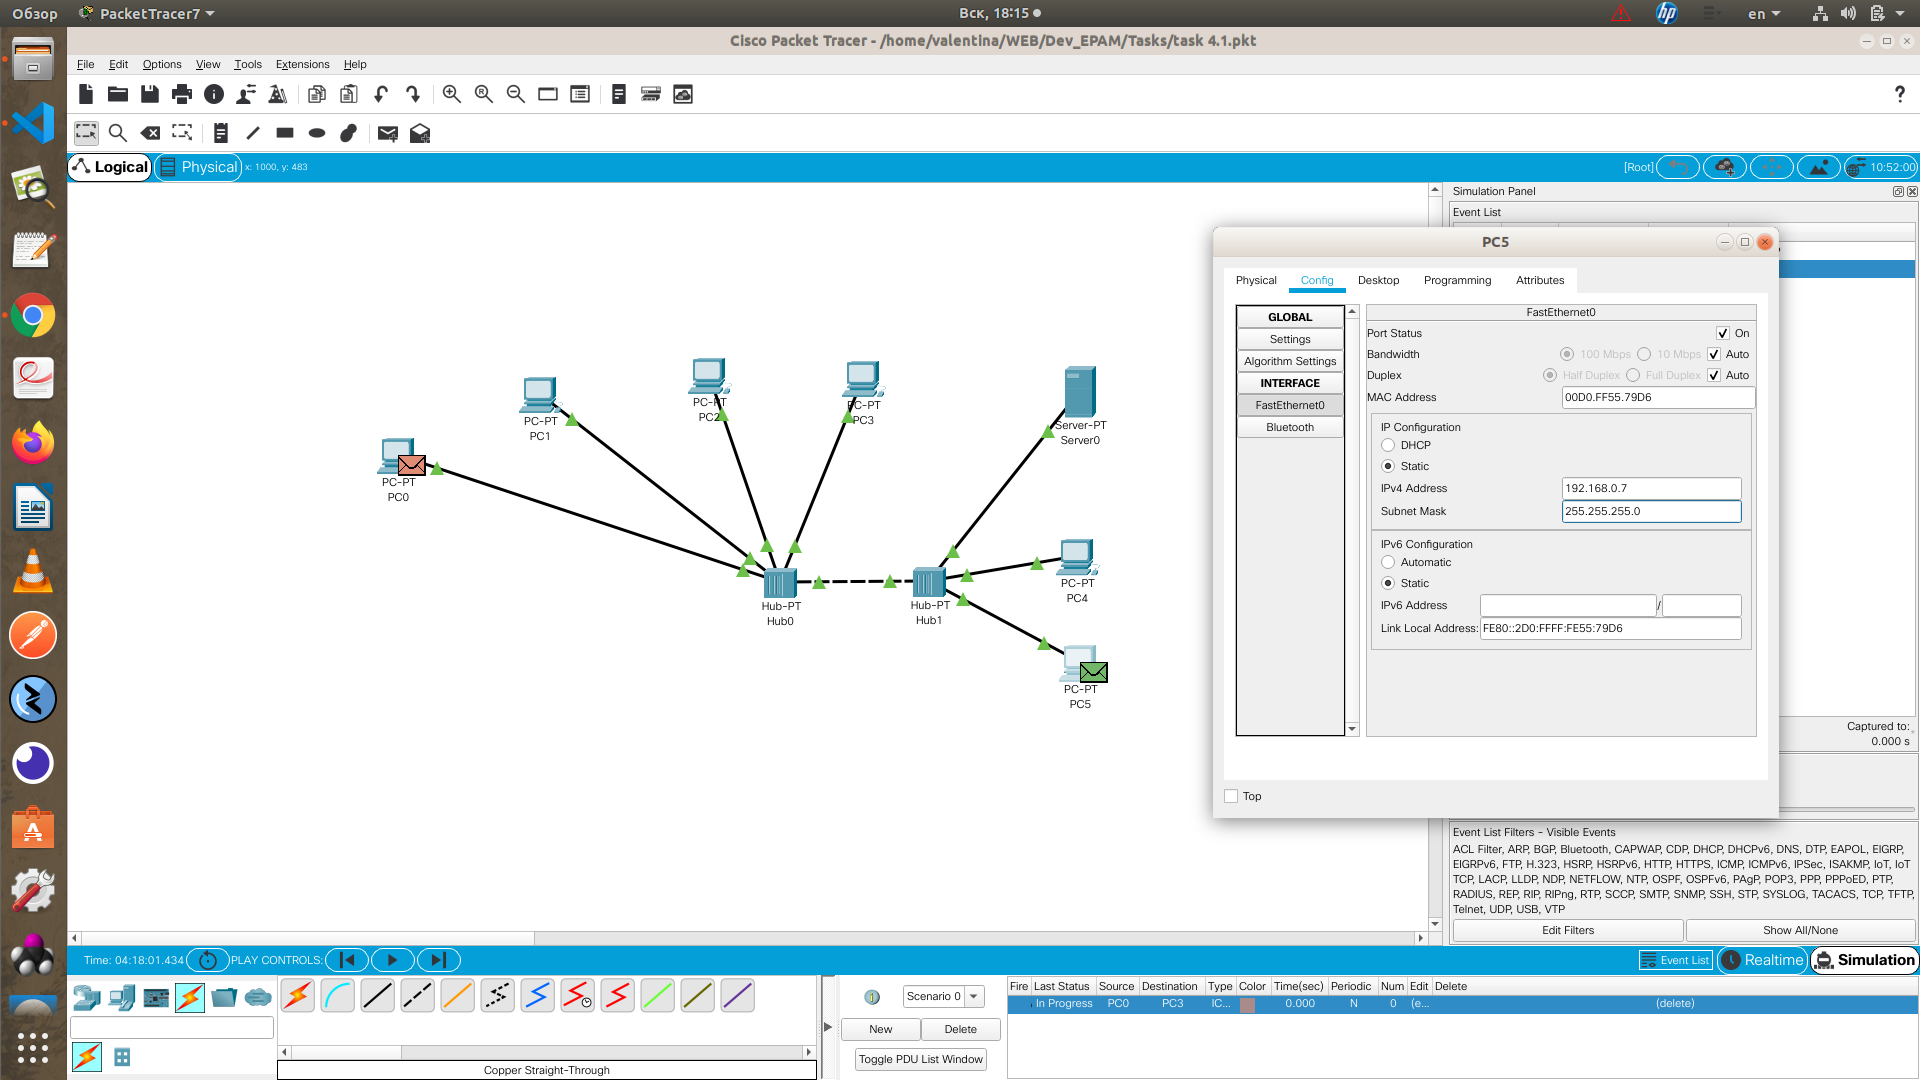 Обзор PacketTracer7 Вск, 18:15 en
Cisco Packet Tracer - /home/valentina/WEB/Dev_EPAM/Tasks/task 4.1.pkt
File Edit Options View Tools Extensions Help
?
Logical Physical x: 1000, y: 483 [Root] 10:52:00
Simulation Panel
Event List
PC5
Physical Config Desktop Programming Attributes
GLOBAL
Settings
Algorithm Settings
INTERFACE
FastEthernet0
Bluetooth
FastEthernet0
Port Status On
Bandwidth 100 Mbps 10 Mbps Auto
Duplex Half Duplex Full Duplex Auto
MAC Address 00D0.FF55.79D6
IP Configuration
DHCP
Static
IPv4 Address 192.168.0.7
Subnet Mask 255.255.255.0
IPv6 Configuration
Automatic
Static
IPv6 Address /
Link Local Address: FE80::2D0:FFFF:FE55:79D6
Top
PC-PT
PC0
PC-PT
PC1
PC-PT
PC2
PC-PT
PC3
Server-PT
Server0
PC-PT
PC4
Hub-PT
Hub0
Hub-PT
Hub1
PC-PT
PC5
Captured to:
0.000 s
Event List Filters - Visible Events
ACL Filter, ARP, BGP, Bluetooth, CAPWAP, CDP, DHCP, DHCPv6, DNS, DTP, EAPOL, EIGRP,
EIGRPv6, FTP, H.323, HSRP, HSRPv6, HTTP, HTTPS, ICMP, ICMPv6, IPSec, ISAKMP, IoT, IoT
TCP, LACP, LLDP, NDP, NETFLOW, NTP, OSPF, OSPFv6, PAgP, POP3, PPP, PPPoED, PTP,
RADIUS, REP, RIP, RIPng, RTP, SCCP, SMTP, SNMP, SSH, STP, SYSLOG, TACACS, TCP, TFTP,
Telnet, UDP, USB, VTP
Edit Filters Show All/None
Time: 04:18:01.434 PLAY CONTROLS: Event List Realtime Simulation
Scenario 0
New Delete
Toggle PDU List Window
Copper Straight-Through
Fire Last Status Source Destination Type Color Time(sec) Periodic Num Edit Delete
In Progress PC0 PC3 IC... 0.000 N 0 (e... (delete)